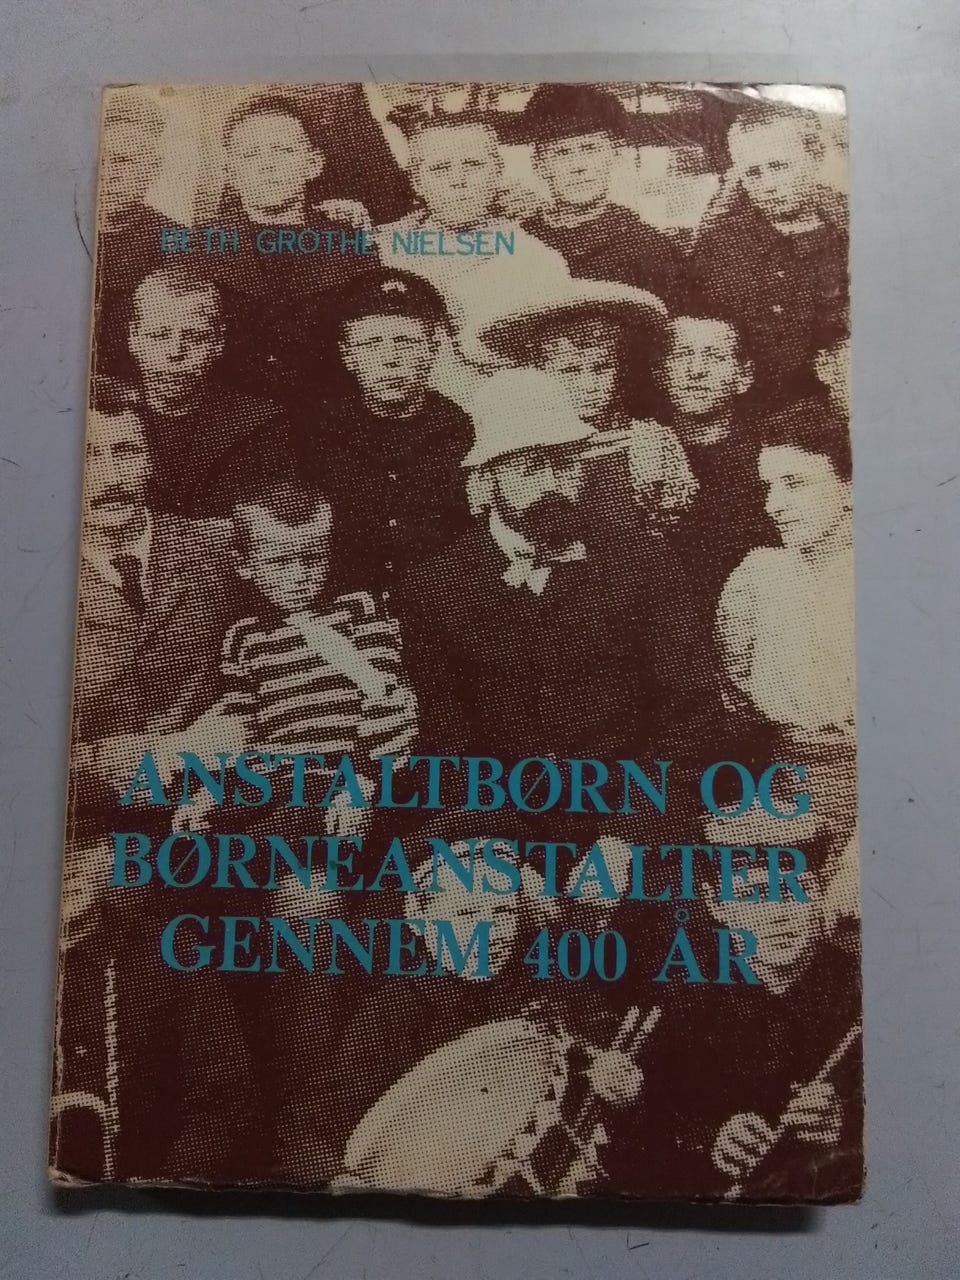 BETH GROTHE NIELSEN
ANSTALTBØRN OG
BØRNEANSTALTER
GENNEM 400 ÅR